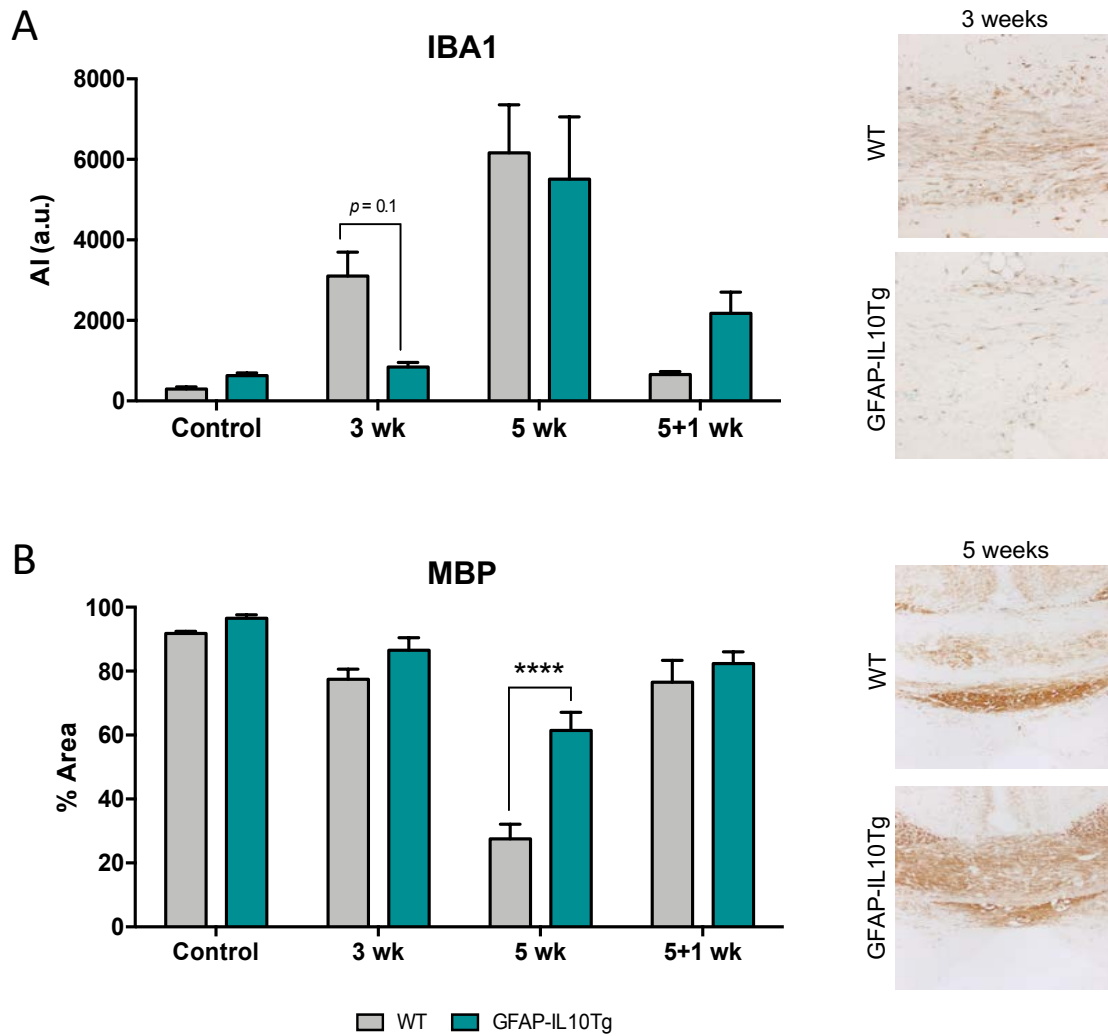 A
IBA1
3 weeks
AI (a.u.)
8000
6000
4000
2000
0
p = 0.1
Control
3 wk
5 wk
5+1 wk
WT
GFAP-IL10Tg
B
MBP
5 weeks
% Area
100
80
60
40
20
0
****
Control
3 wk
5 wk
5+1 wk
WT
GFAP-IL10Tg
WT GFAP-IL10Tg